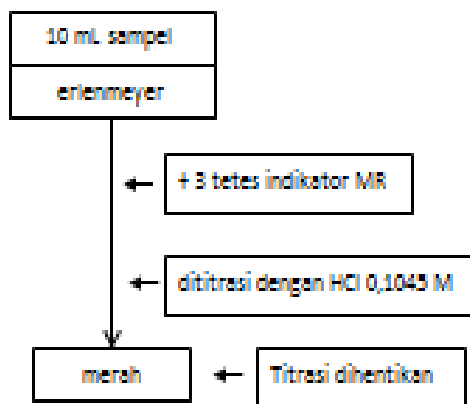 10 mL sampel
erlenmeyer
+ 3 tetes indikator MR
dititrasi dengan HCl 0,1045 M
merah
Titrasi dihentikan